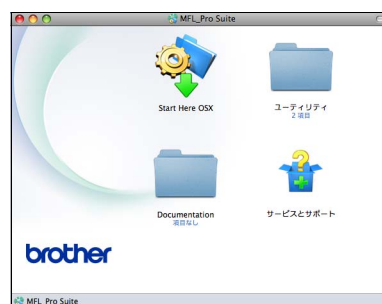 MFL_Pro Suite
Start Here OSX
ユーティリティ
2 項目
Documentation
項目なし
サービスとサポート
brother
MFL_Pro Suite